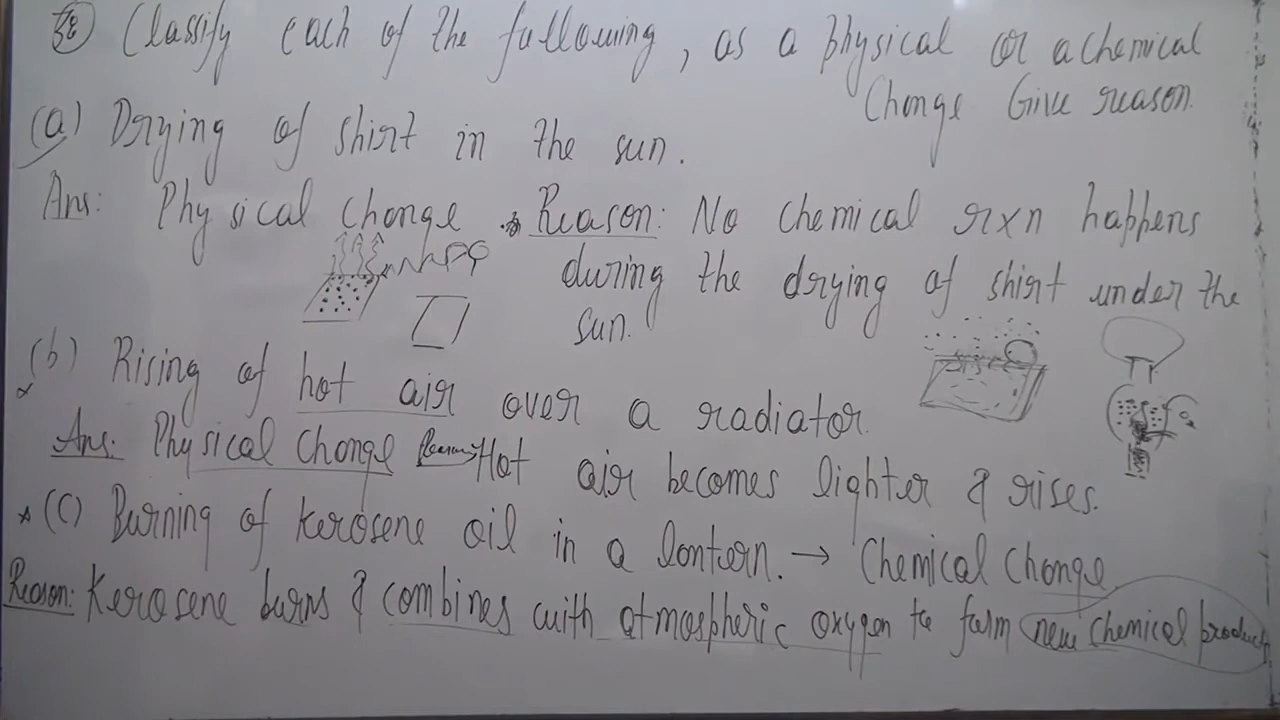 38 Classify each of the following, as a physical or a chemical
Change Give reason.
(a) Drying of shirt in the sun.
Ans: Physical change. Reason: No chemical rxn happens
during the drying of shirt under the
sun.
(b) Rising of hot air over a radiator.
Ans: Physical change Reason → Hot air becomes lighter & rises.
(C) Burning of kerosene oil in a lantern. → Chemical change
Reason: Kerosene burns & combines with atmospheric oxygen to form new chemical products